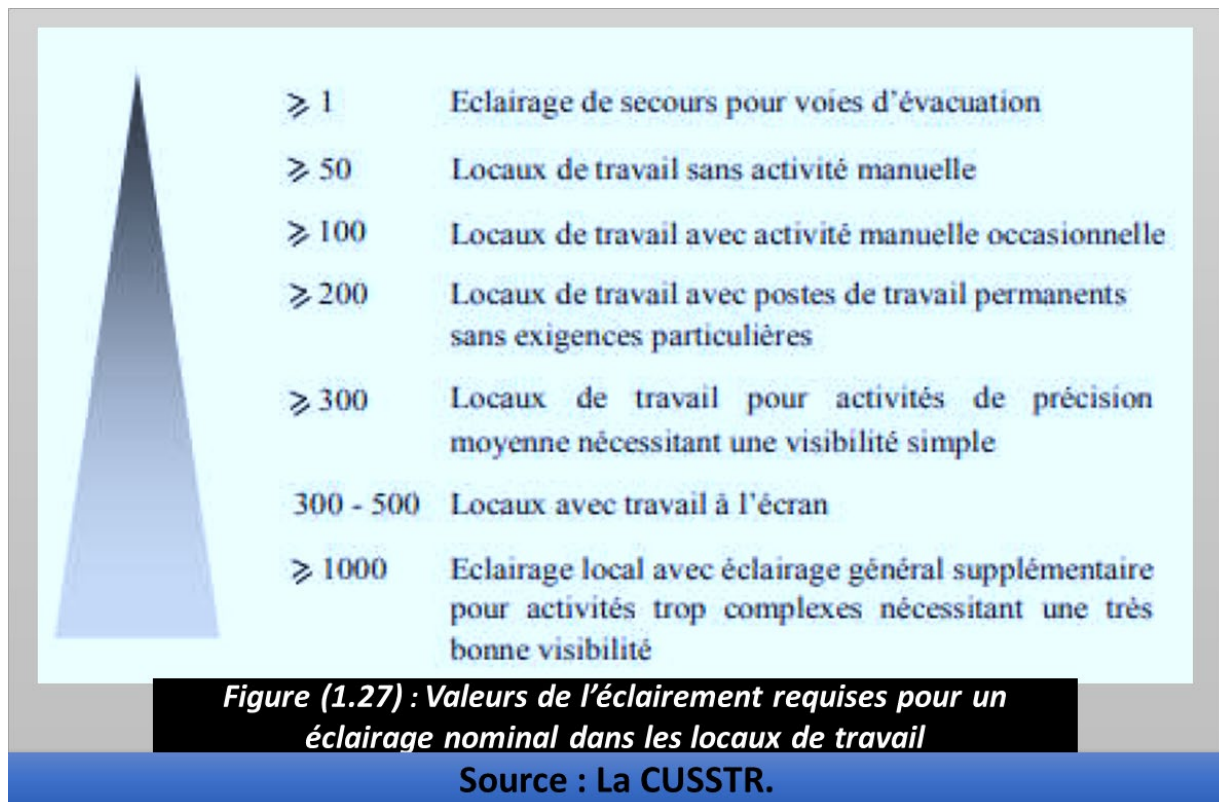 ⩾ 1 Eclairage de secours pour voies d'évacuation
⩾ 50 Locaux de travail sans activité manuelle
⩾ 100 Locaux de travail avec activité manuelle occasionnelle
⩾ 200 Locaux de travail avec postes de travail permanents
sans exigences particulières
⩾ 300 Locaux de travail pour activités de précision
moyenne nécessitant une visibilité simple
300 - 500 Locaux avec travail à l'écran
⩾ 1000 Eclairage local avec éclairage général supplémentaire
pour activités trop complexes nécessitant une très
bonne visibilité
Figure (1.27) : Valeurs de l'éclairement requises pour un
éclairage nominal dans les locaux de travail
Source : La CUSSTR.